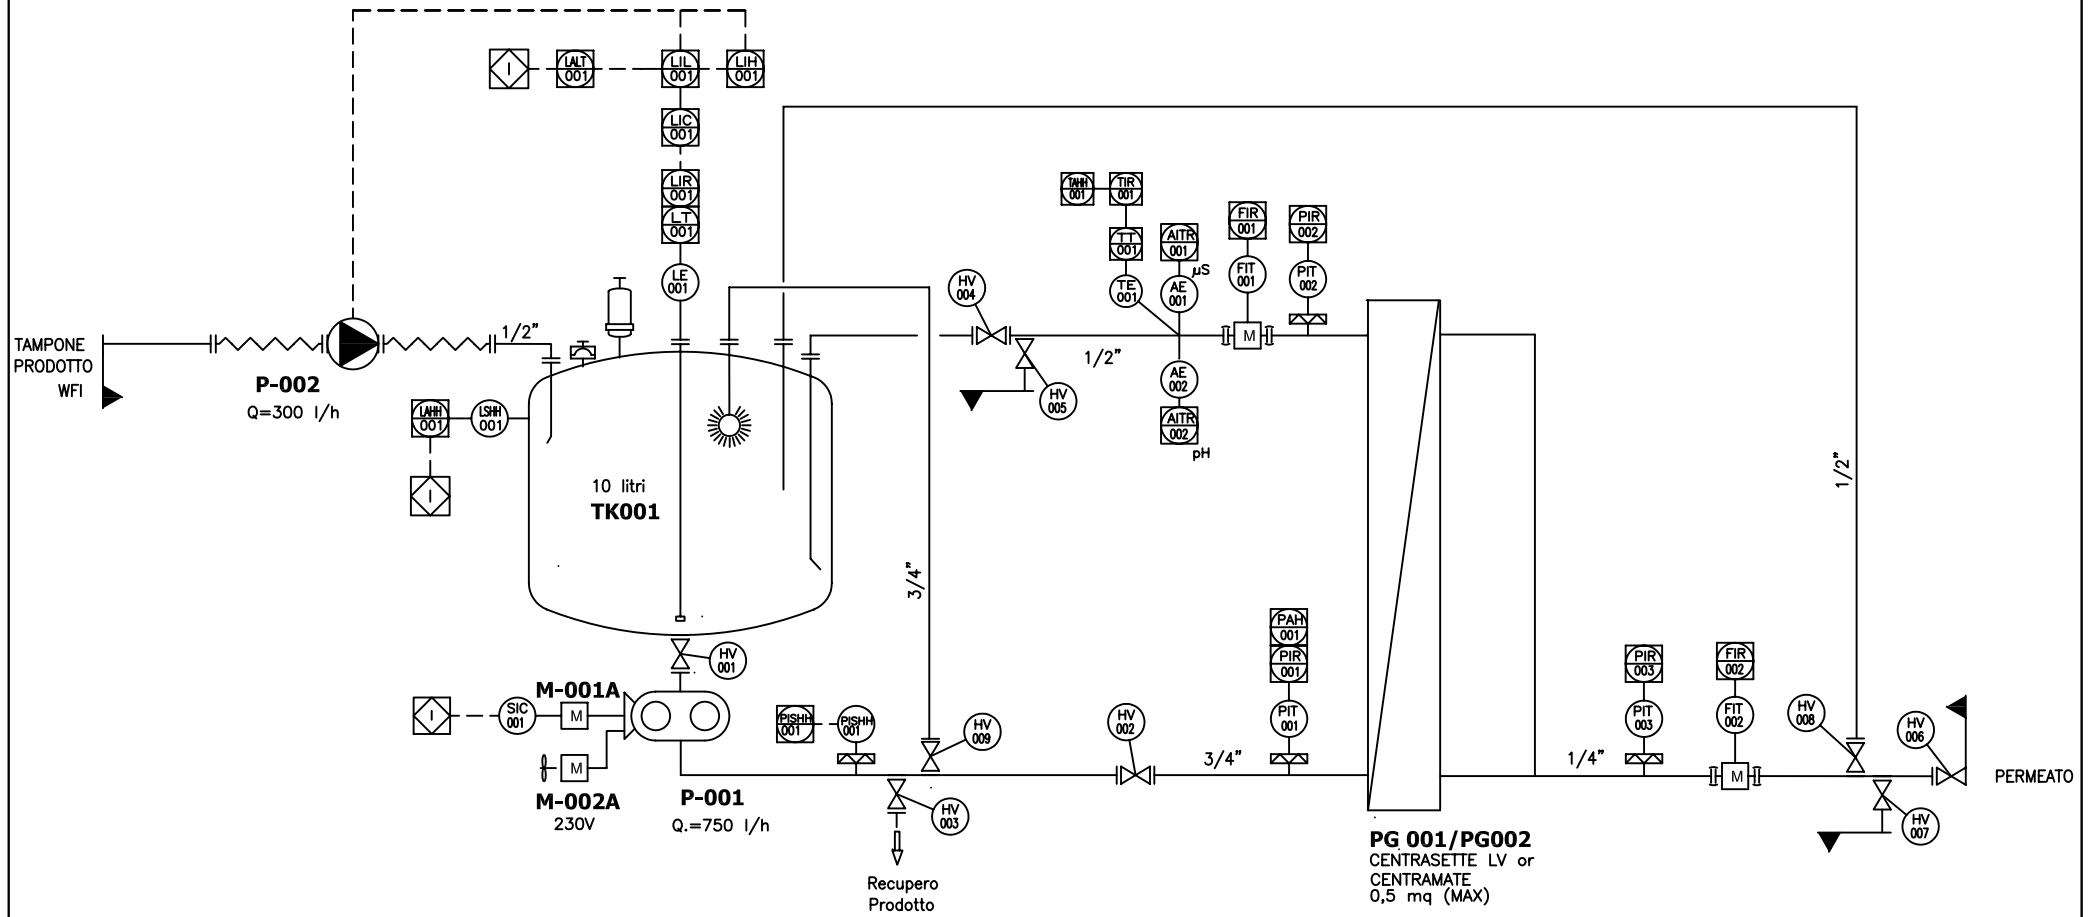 I
LALT
001
LIL
001
LIH
001
LIC
001
LIR
001
LT
001
LE
001
TAHH
001
TIR
001
TT
001
TE
001
AITR
001
µS
AE
001
FIR
001
FIT
001
PIR
002
PIT
002
HV
004
HV
005
1/2"
M
AE
002
AITR
002
pH
TAMPONE
PRODOTTO
WFI
P-002
Q=300 l/h
1/2"
LAHH
001
LSHH
001
I
10 litri
TK001
3/4"
1/2"
HV
001
M-001A
I
SIC
001
M
M
M-002A
230V
P-001
Q.=750 l/h
PISHH
001
PISHH
001
HV
009
HV
003
Recupero
Prodotto
HV
002
3/4"
PAH
001
PIR
001
PIT
001
PG 001/PG002
CENTRASETTE LV or
CENTRAMATE
0,5 mq (MAX)
1/4"
PIR
003
PIT
003
FIR
002
FIT
002
M
HV
008
HV
006
HV
007
PERMEATO